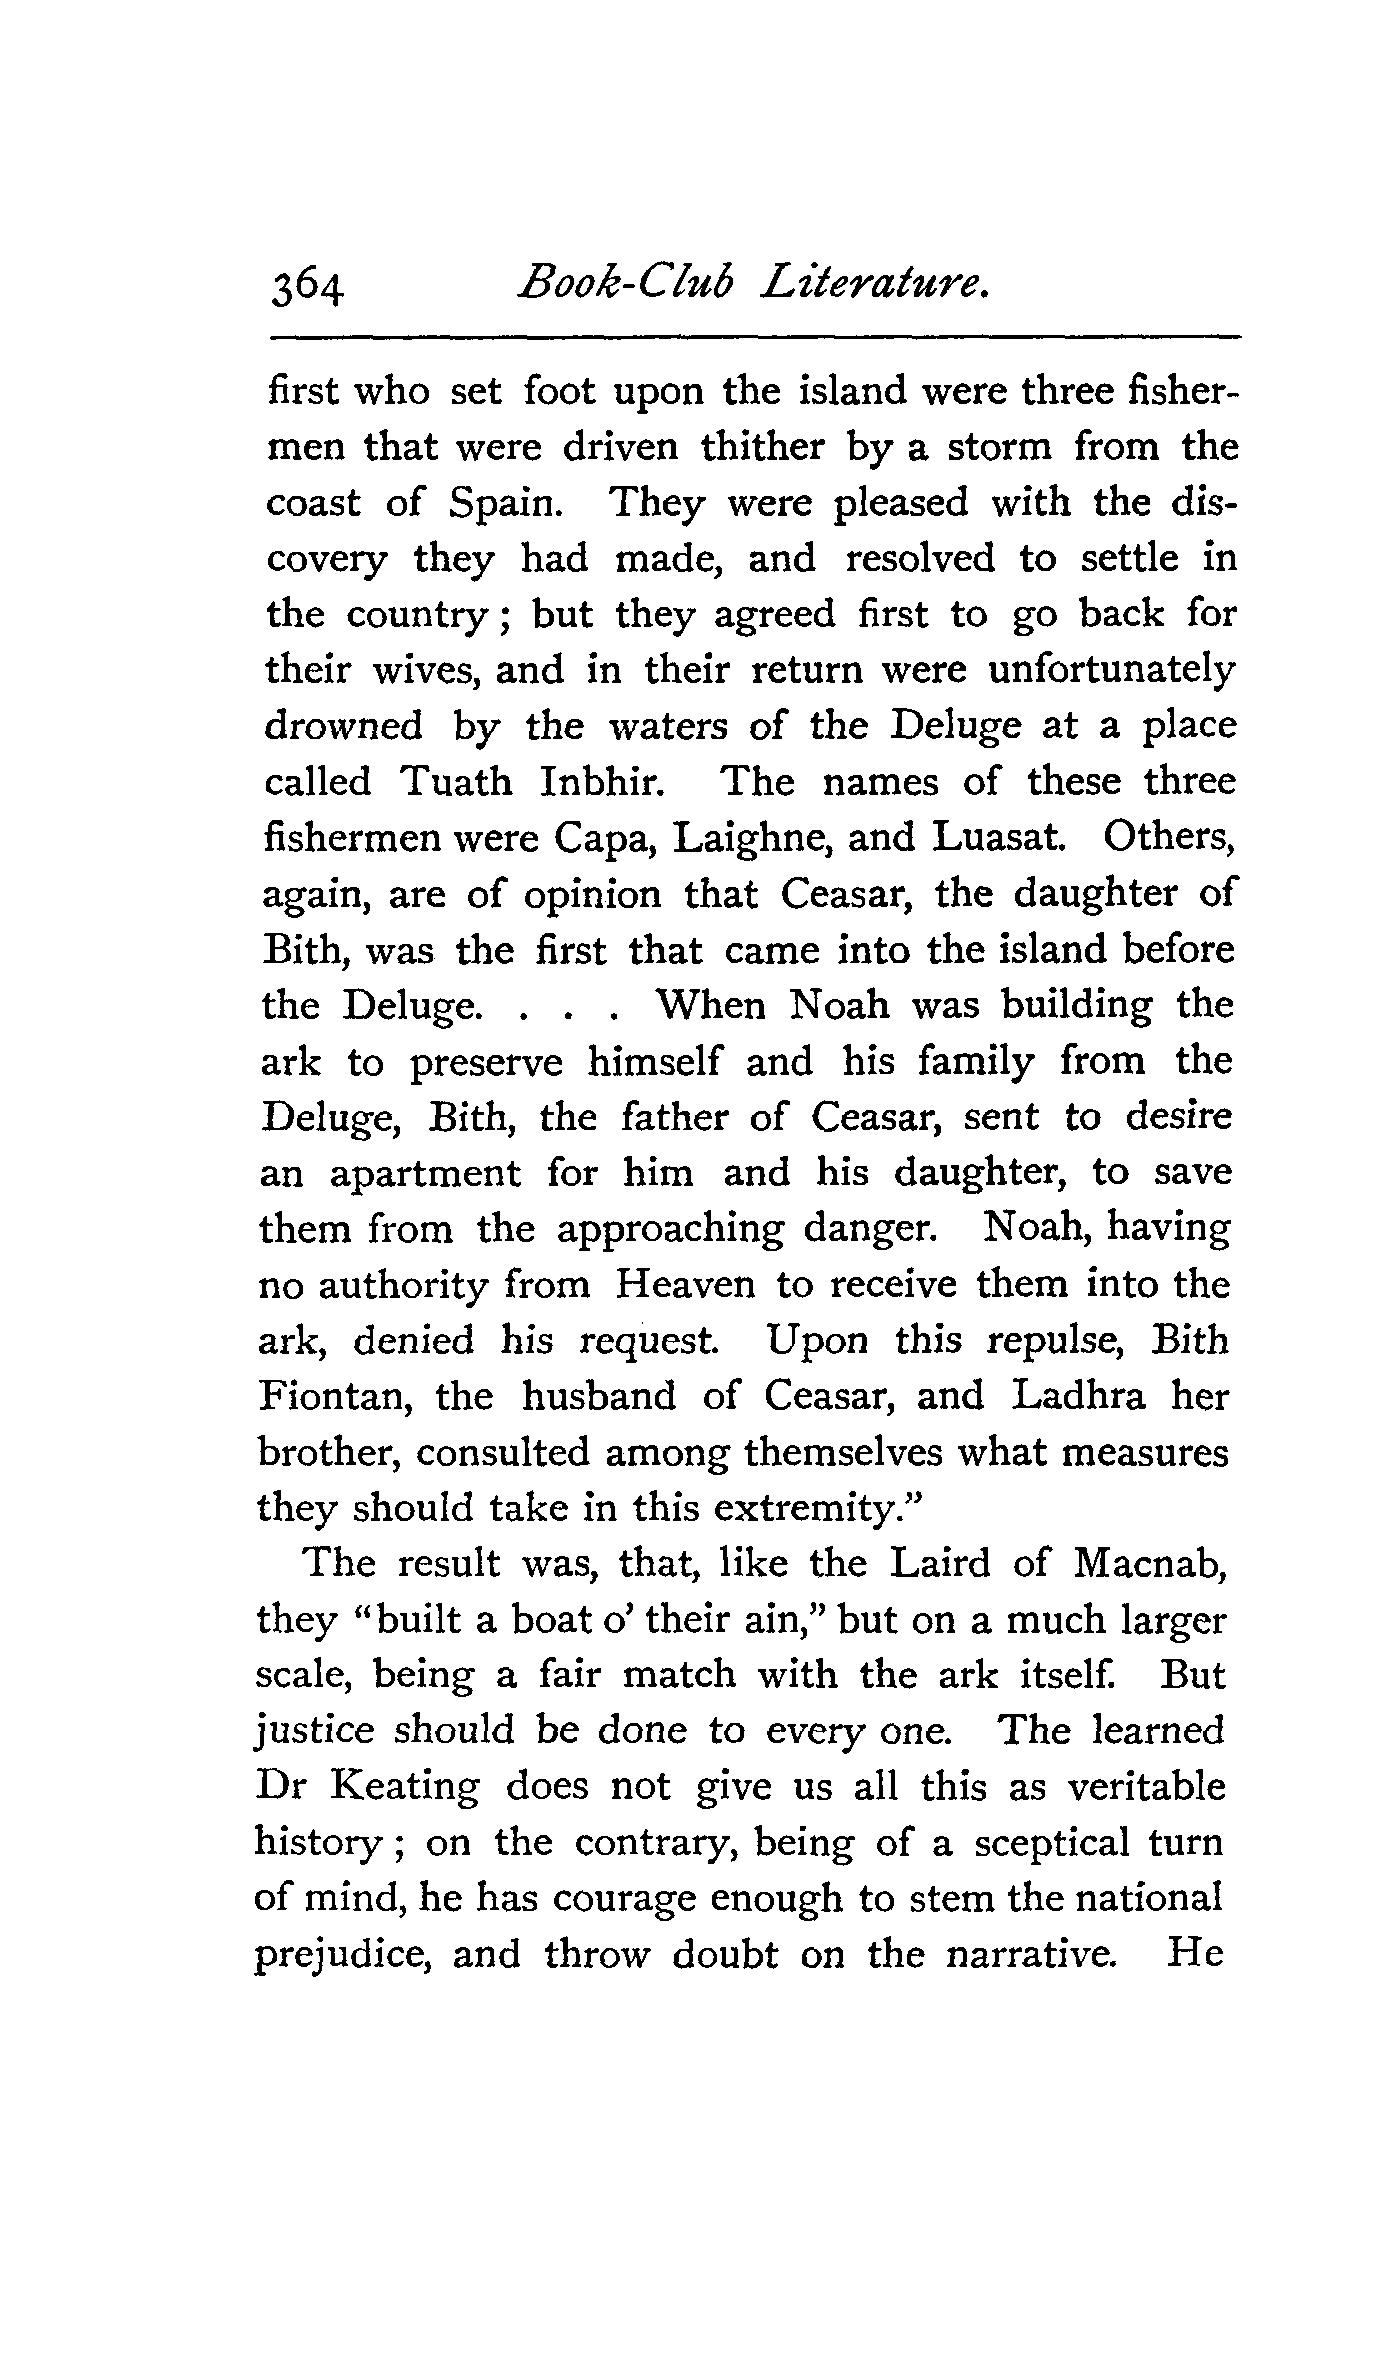 364 Book-Club Literature.
first who set foot upon the island were three fisher-
men that were driven thither by a storm from the
coast of Spain. They were pleased with the dis-
covery they had made, and resolved to settle in
the country ; but they agreed first to go back for
their wives, and in their return were unfortunately
drowned by the waters of the Deluge at a place
called Tuath Inbhir. The names of these three
fishermen were Capa, Laighne, and Luasat. Others,
again, are of opinion that Ceasar, the daughter of
Bith, was the first that came into the island before
the Deluge. . . . When Noah was building the
ark to preserve himself and his family from the
Deluge, Bith, the father of Ceasar, sent to desire
an apartment for him and his daughter, to save
them from the approaching danger. Noah, having
no authority from Heaven to receive them into the
ark, denied his request. Upon this repulse, Bith
Fiontan, the husband of Ceasar, and Ladhra her
brother, consulted among themselves what measures
they should take in this extremity.”
The result was, that, like the Laird of Macnab,
they “built a boat o’ their ain,” but on a much larger
scale, being a fair match with the ark itself. But
justice should be done to every one. The learned
Dr Keating does not give us all this as veritable
history ; on the contrary, being of a sceptical turn
of mind, he has courage enough to stem the national
prejudice, and throw doubt on the narrative. He